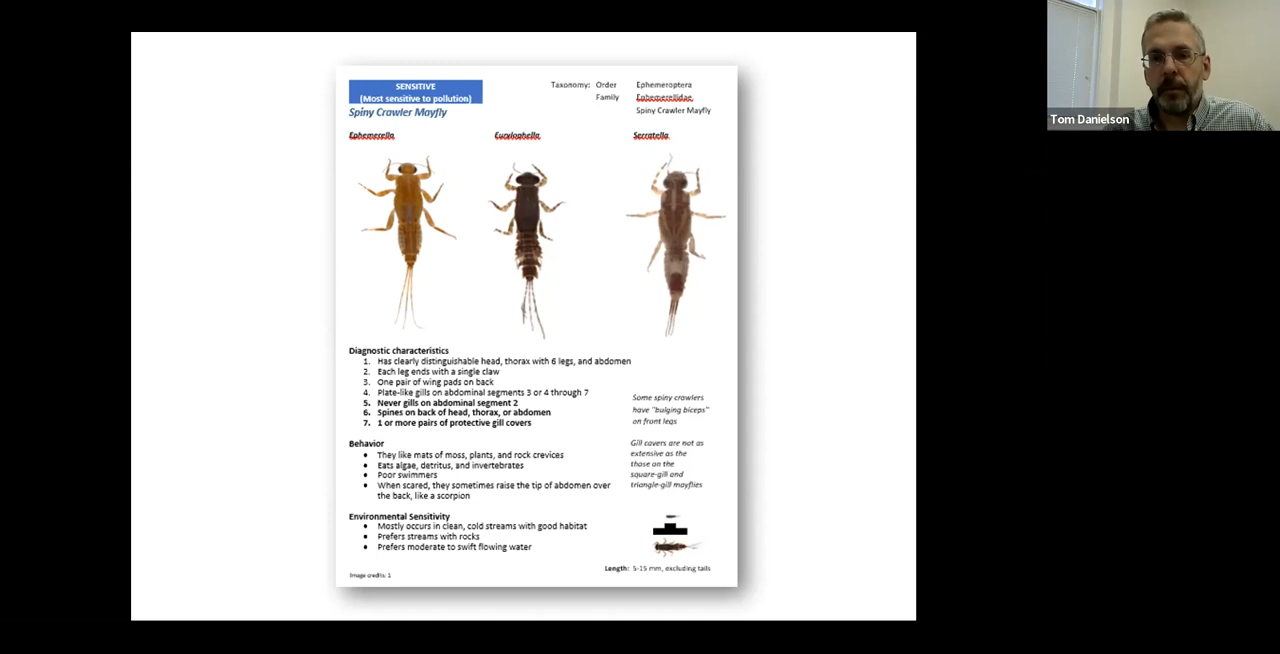 SENSITIVE
(Most sensitive to pollution)
Spiny Crawler Mayfly
Taxonomy: Order Ephemeroptera
Family Ephemerellidae
Spiny Crawler Mayfly
Ephemerella Eurylophella Serratella
Diagnostic characteristics
1. Has clearly distinguishable head, thorax with 6 legs, and abdomen
2. Each leg ends with a single claw
3. One pair of wing pads on back
4. Plate-like gills on abdominal segments 3 or 4 through 7
5. Never gills on abdominal segment 2
6. Spines on back of head, thorax, or abdomen
7. 1 or more pairs of protective gill covers
Some spiny crawlers
have "bulging biceps"
on front legs
Behavior
• They like mats of moss, plants, and rock crevices
• Eats algae, detritus, and invertebrates
• Poor swimmers
• When scared, they sometimes raise the tip of abdomen over
the back, like a scorpion
Gill covers are not as
extensive as the
those on the
square-gill and
triangle-gill mayflies
Environmental Sensitivity
• Mostly occurs in clean, cold streams with good habitat
• Prefers streams with rocks
• Prefers moderate to swift flowing water
Length: 5-15 mm, excluding tails
Image credits: 1
Tom Danielson